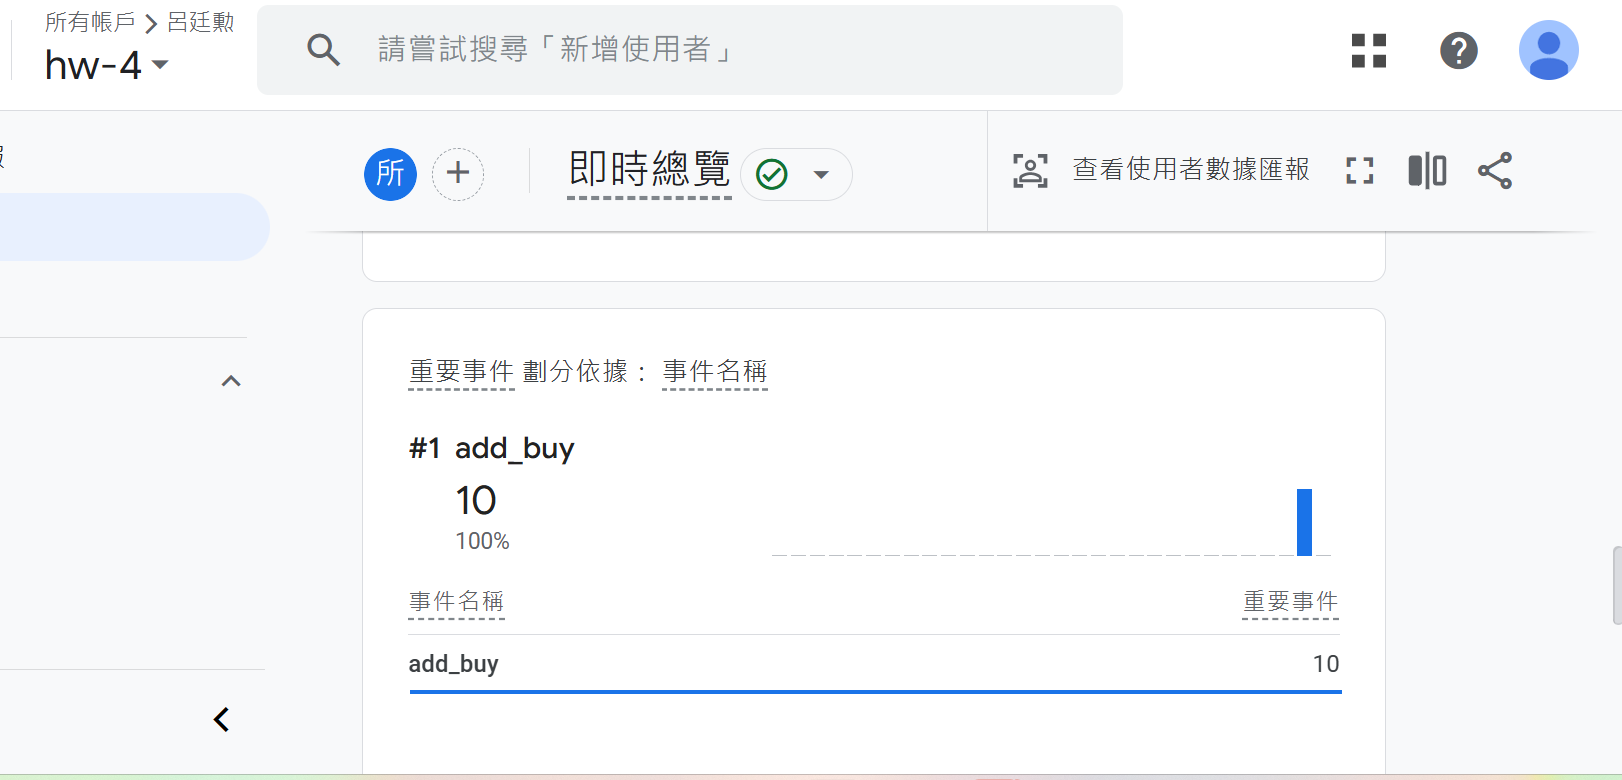 所有帳戶 > 呂廷勳
hw-4
請嘗試搜尋「新增使用者」
所
即時總覽
查看使用者數據匯報
重要事件 劃分依據： 事件名稱
#1 add_buy
10
100%
事件名稱 重要事件
add_buy 10